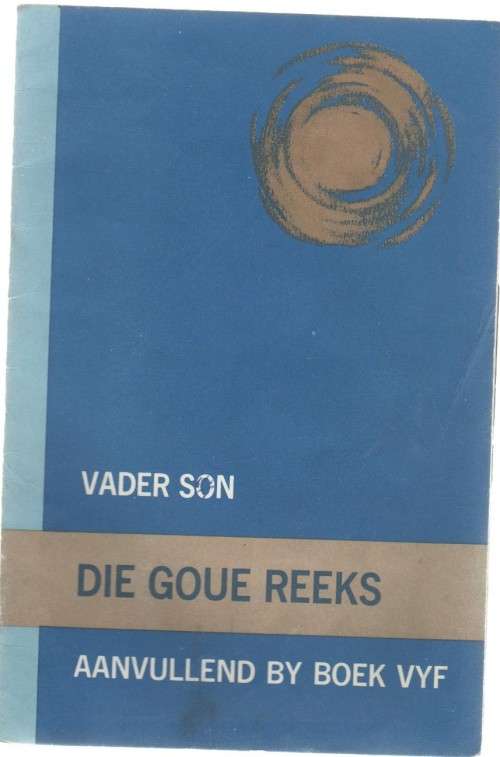 VADER SON
DIE GOUE REEKS
AANVULLEND BY BOEK VYF